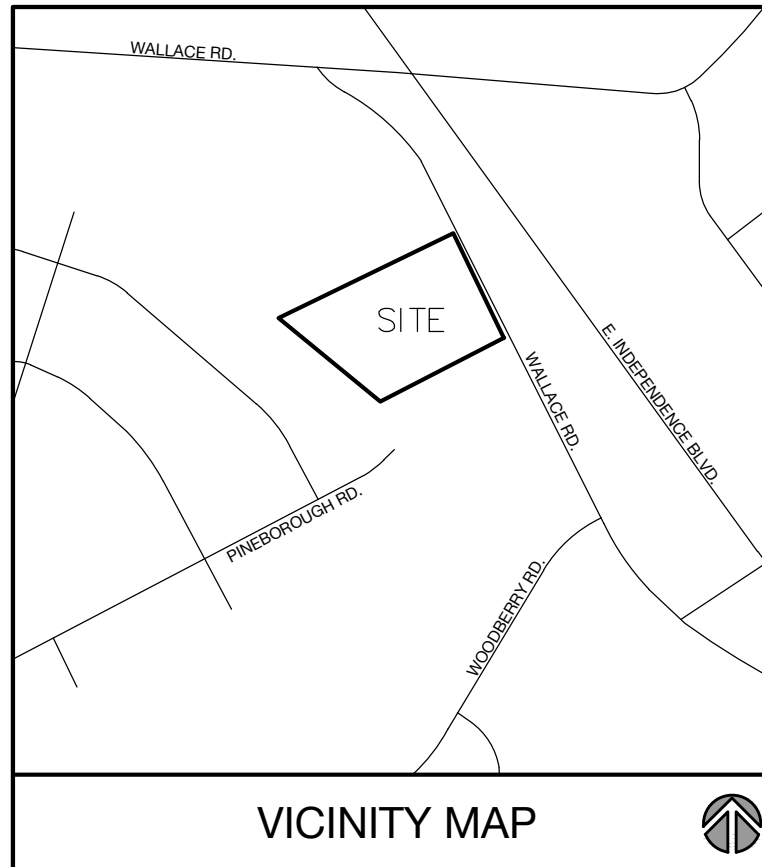 WALLACE RD.
SITE
E. INDEPENDENCE BLVD.
WALLACE RD.
PINEBOROUGH RD.
WOODBERRY RD.
VICINITY MAP